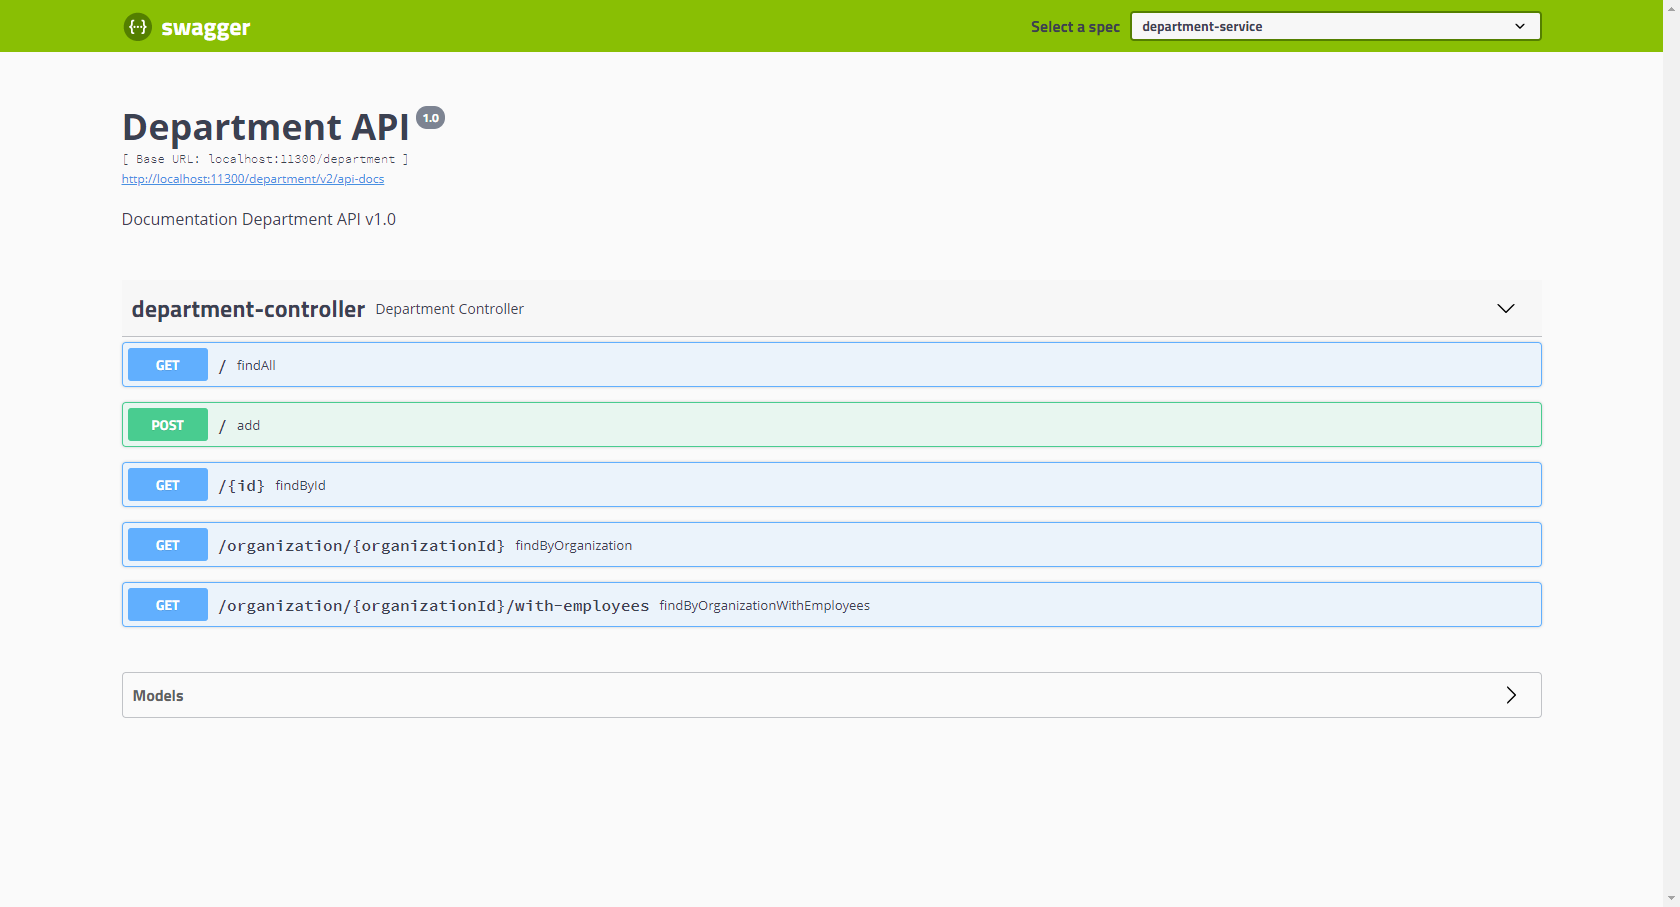 {···} swagger Select a spec department-service
Department API 1.0
[ Base URL: localhost:11300/department ]
http://localhost:11300/department/v2/api-docs
Documentation Department API v1.0
department-controller Department Controller
GET / findAll
POST / add
GET /{id} findById
GET /organization/{organizationId} findByOrganization
GET /organization/{organizationId}/with-employees findByOrganizationWithEmployees
Models